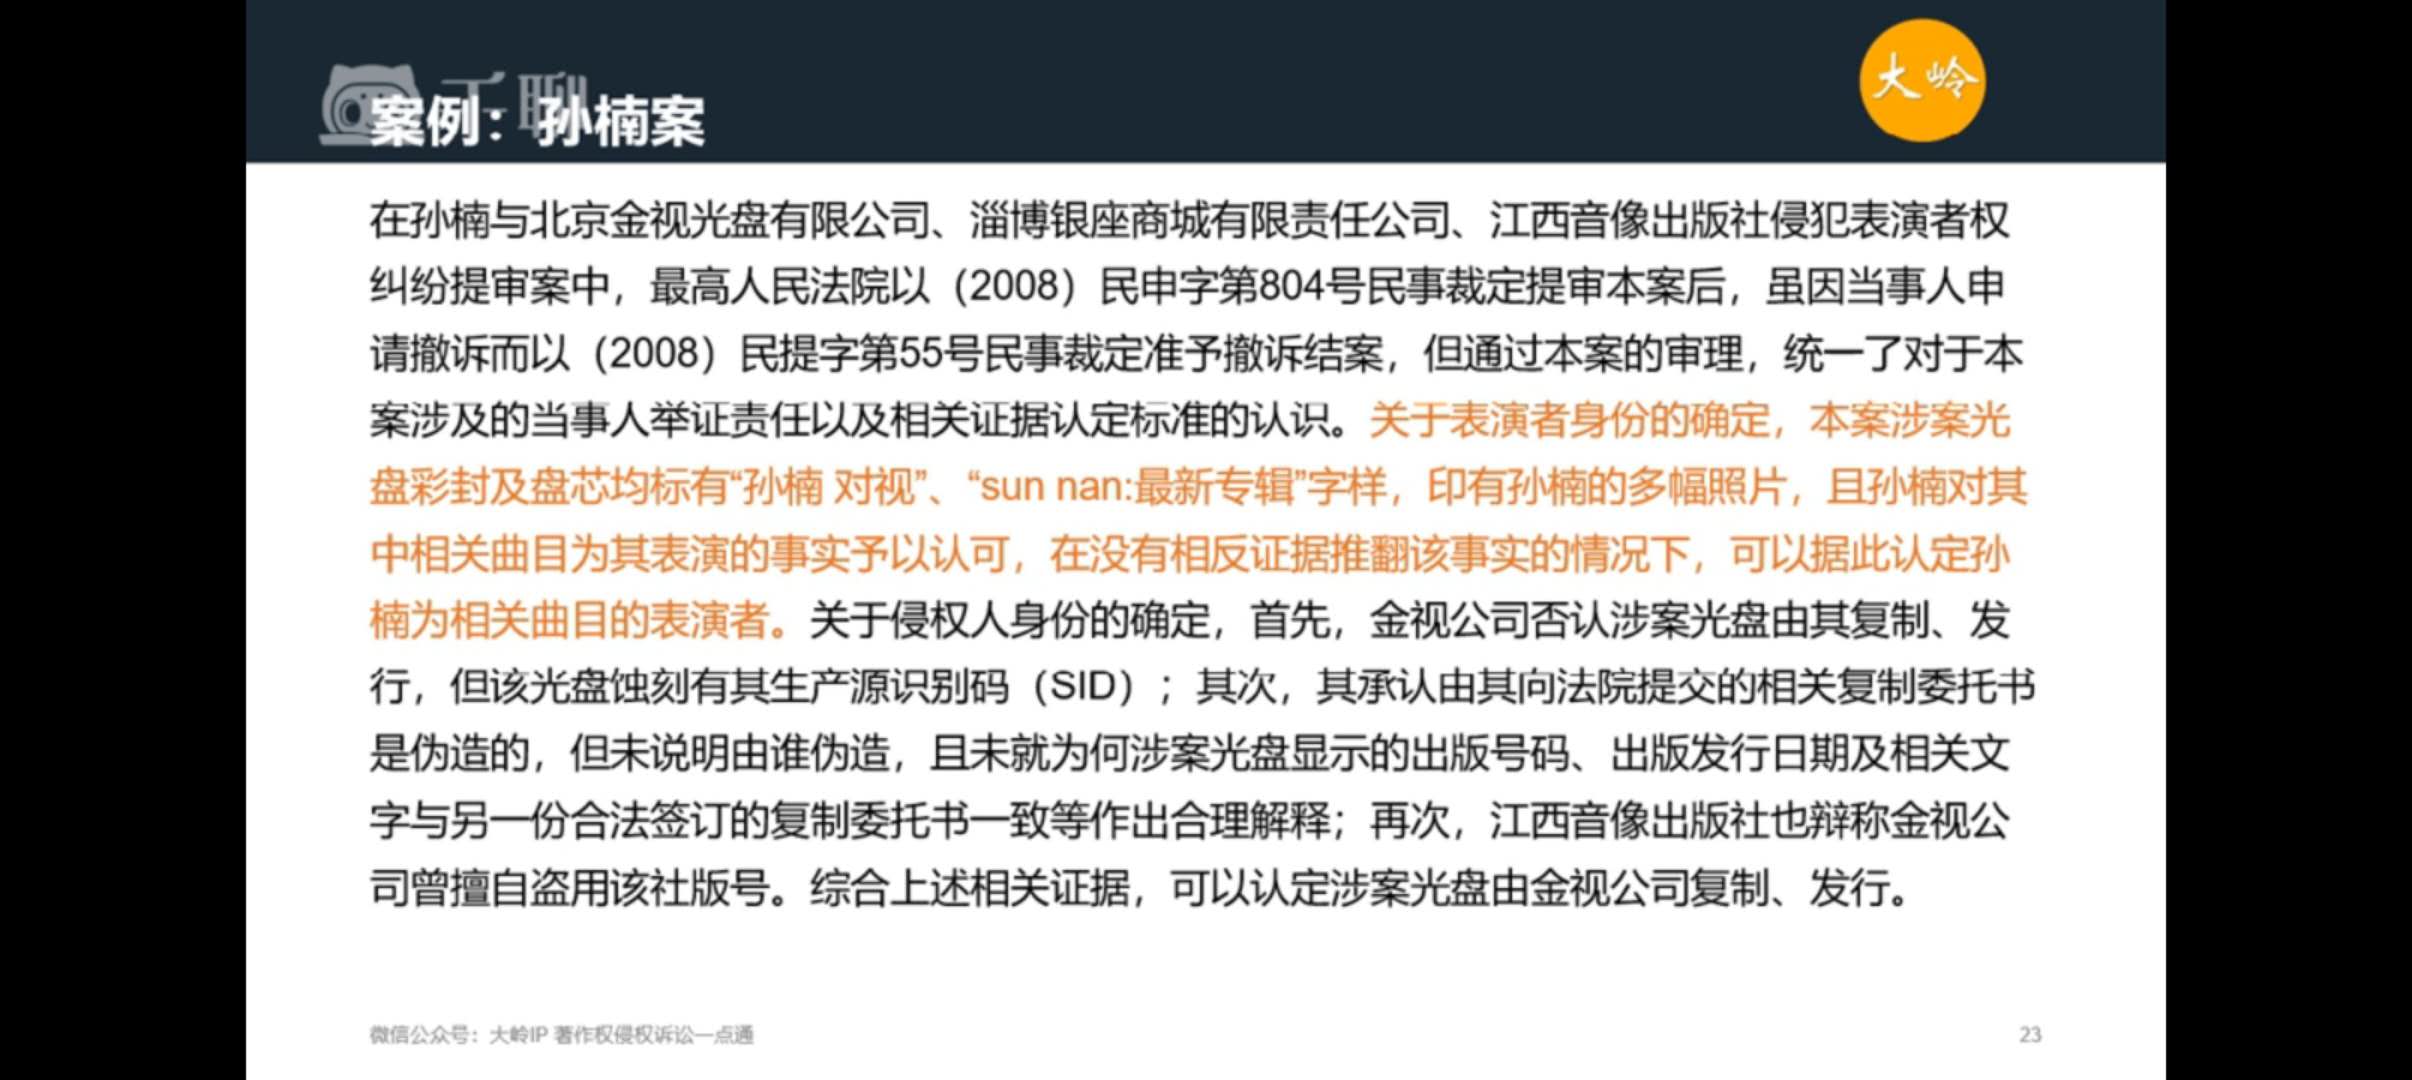 千聊
大岭
案例：孙楠案
在孙楠与北京金视光盘有限公司、淄博银座商城有限责任公司、江西音像出版社侵犯表演者权
纠纷提审案中，最高人民法院以（2008）民申字第804号民事裁定提审本案后，虽因当事人申
请撤诉而以（2008）民提字第55号民事裁定准予撤诉结案，但通过本案的审理，统一了对于本
案涉及的当事人举证责任以及相关证据认定标准的认识。关于表演者身份的确定，本案涉案光
盘彩封及盘芯均标有“孙楠 对视”、“sun nan:最新专辑”字样，印有孙楠的多幅照片，且孙楠对其
中相关曲目为其表演的事实予以认可，在没有相反证据推翻该事实的情况下，可以据此认定孙
楠为相关曲目的表演者。关于侵权人身份的确定，首先，金视公司否认涉案光盘由其复制、发
行，但该光盘蚀刻有其生产源识别码（SID）；其次，其承认由其向法院提交的相关复制委托书
是伪造的，但未说明由谁伪造，且未就为何涉案光盘显示的出版号码、出版发行日期及相关文
字与另一份合法签订的复制委托书一致等作出合理解释；再次，江西音像出版社也辩称金视公
司曾擅自盗用该社版号。综合上述相关证据，可以认定涉案光盘由金视公司复制、发行。
微信公众号：大岭IP 著作权侵权诉讼一点通
23